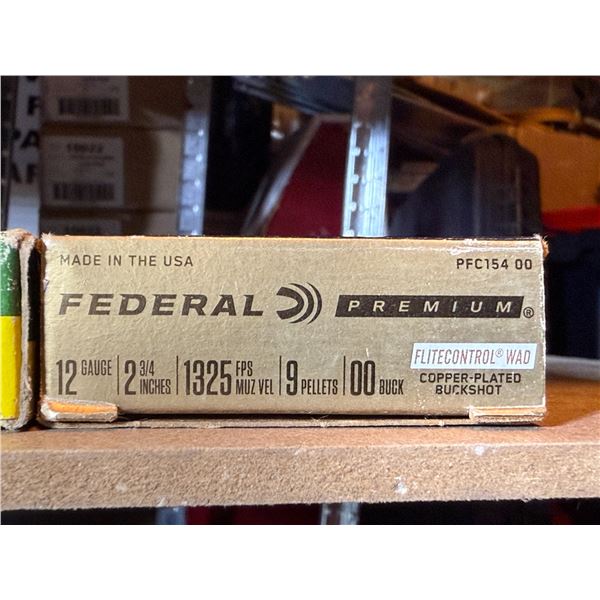 MADE IN THE USA
PFC154 00
FEDERAL PREMIUM®
12 GAUGE 2 3/4 INCHES 1325 FPS MUZ VEL 9 PELLETS 00 BUCK
FLITECONTROL® WAD
COPPER-PLATED
BUCKSHOT